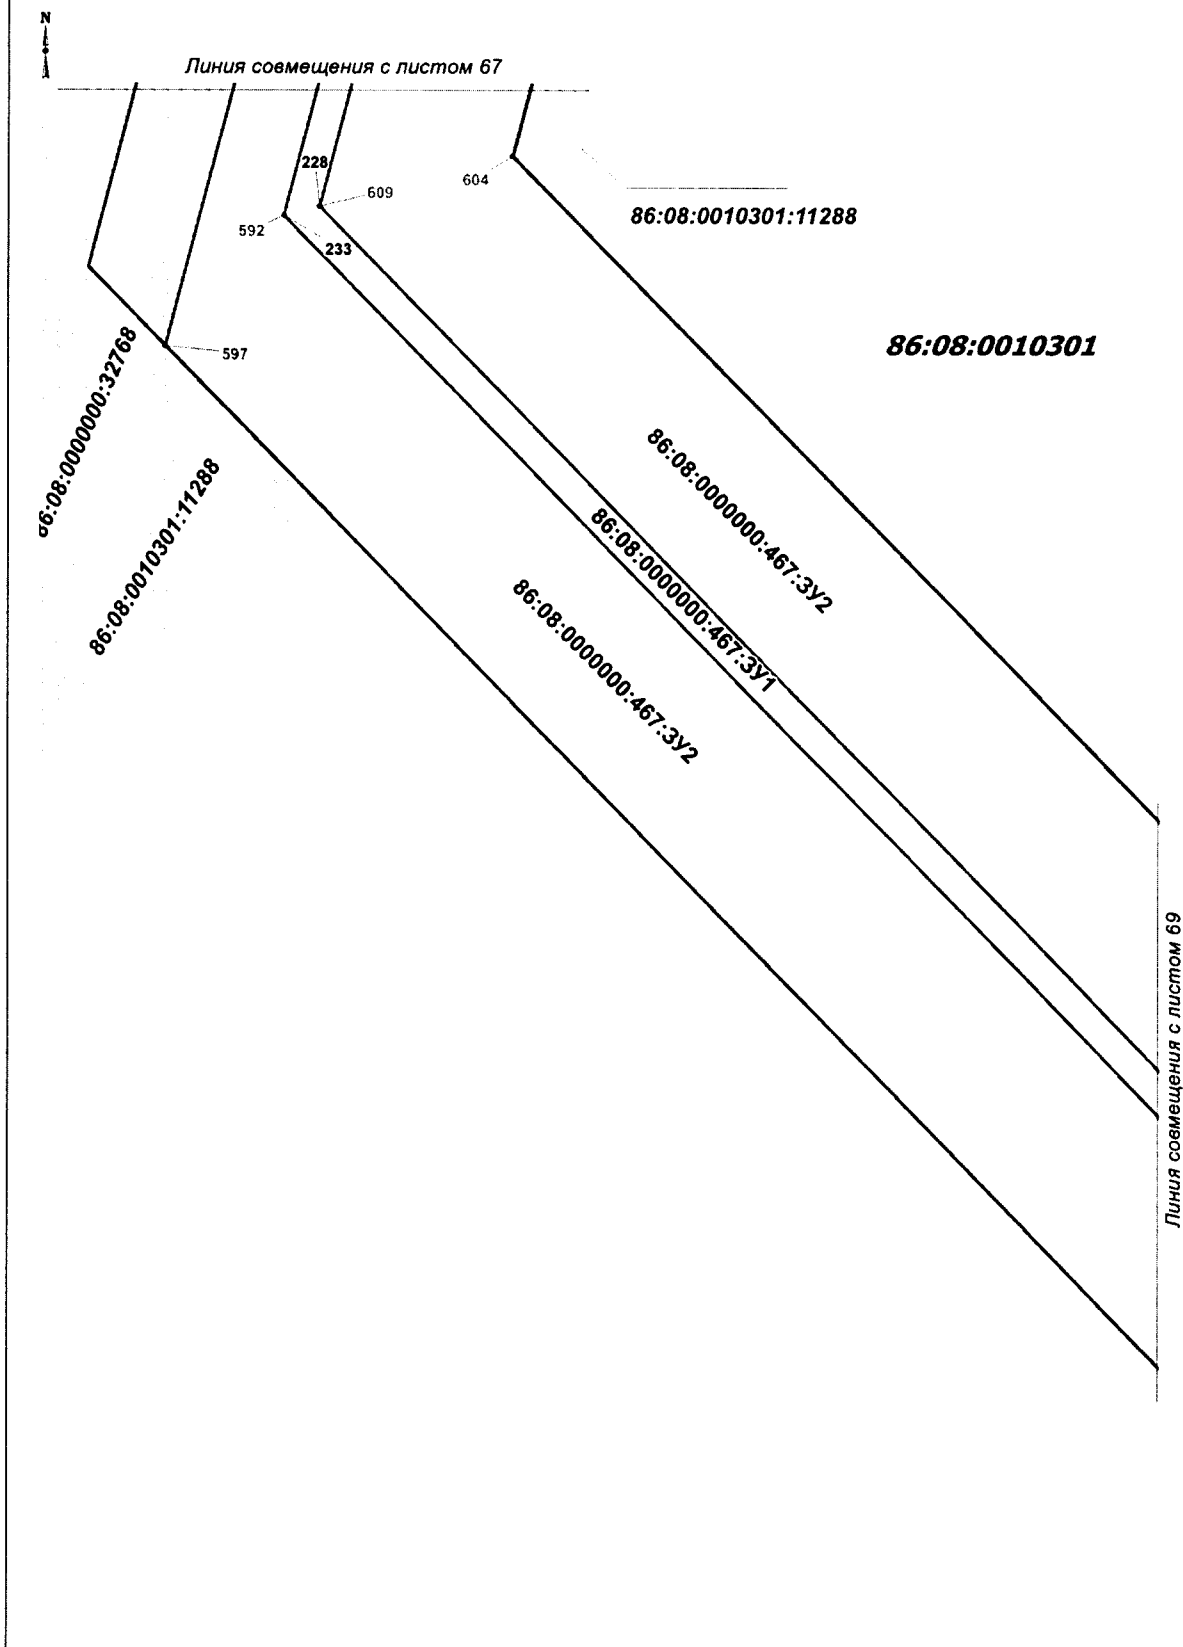 N
Линия совмещения с листом 67
228
604
609
86:08:0010301:11288
592
233
86:08:0010301
597
86:08:0000000:32768
86:08:0000000:467:ЗУ2
86:08:0010301:11288
86:08:0000000:467:ЗУ1
86:08:0000000:467:ЗУ2
Линия совмещения с листом 69